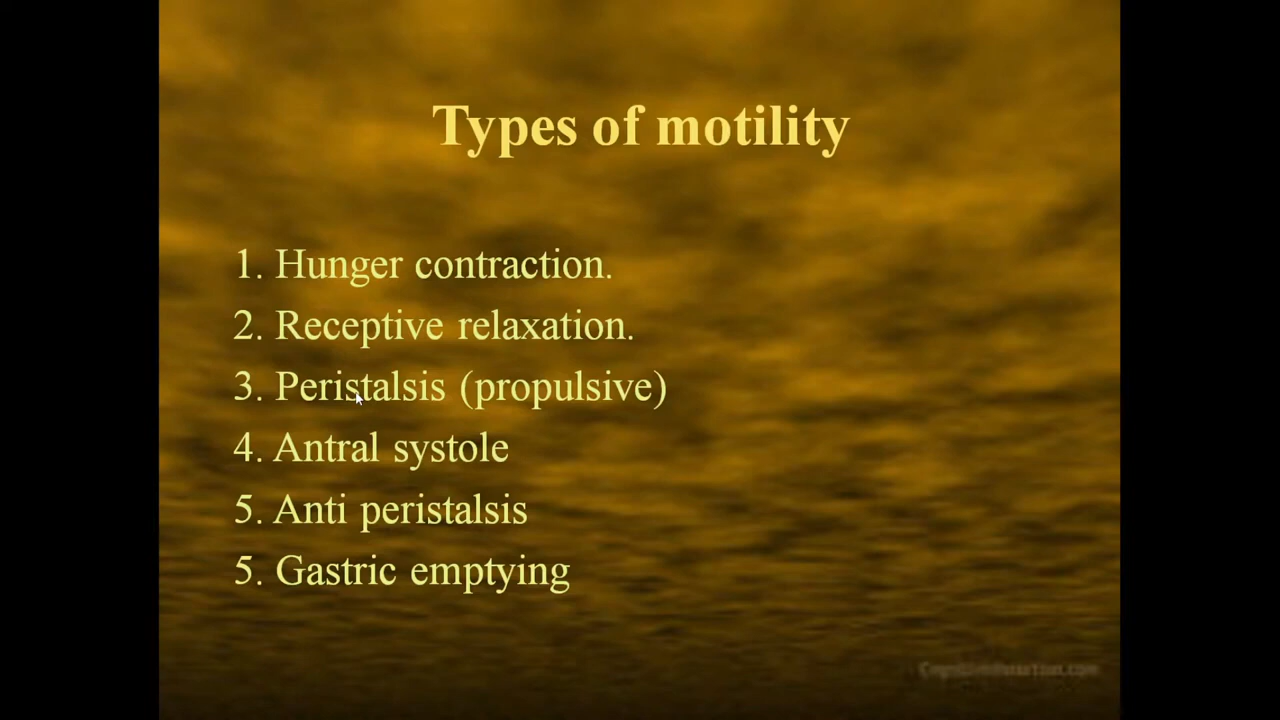 Types of motility
1. Hunger contraction.
2. Receptive relaxation.
3. Peristalsis (propulsive)
4. Antral systole
5. Anti peristalsis
5. Gastric emptying